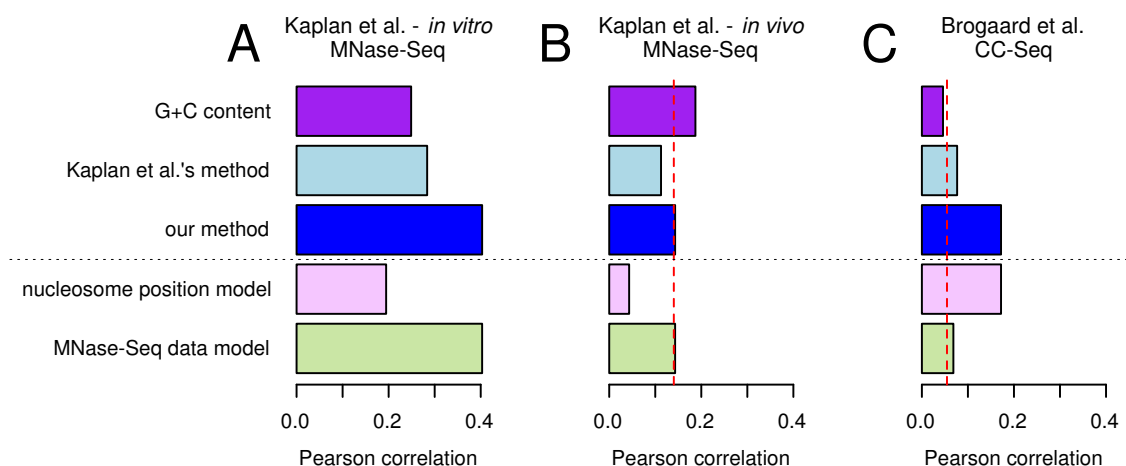 A
Kaplan et al. - in vitro
MNase-Seq
B
Kaplan et al. - in vivo
MNase-Seq
C
Brogaard et al.
CC-Seq
G+C content
Kaplan et al.'s method
our method
nucleosome position model
MNase-Seq data model
0.0 0.2 0.4
0.0 0.2 0.4
0.0 0.2 0.4
Pearson correlation
Pearson correlation
Pearson correlation